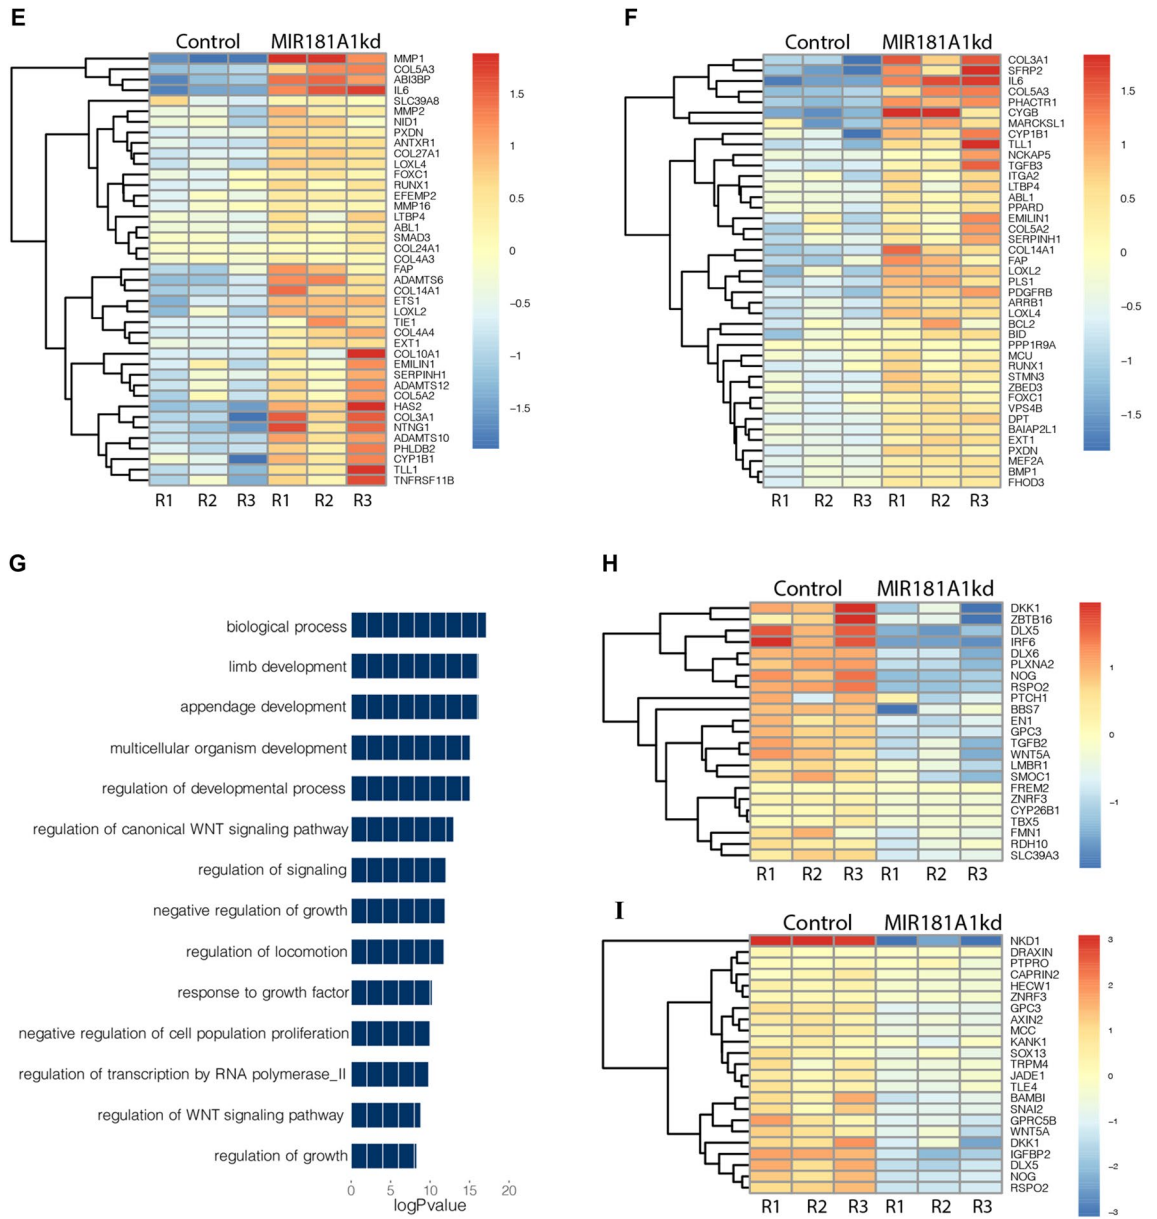 E
Control MIR181A1kd
MMP1
COL5A3
ABI3BP
IL6
SLC39A8
MMP2
NID1
PXDN
ANTXR1
COL27A1
LOXL4
FOXC1
RUNX1
EFEMP2
MMP16
LTBP4
ABL1
SMAD3
COL24A1
COL4A3
FAP
ADAMTS6
COL14A1
ETS1
LOXL2
TIE1
COL4A4
EXT1
COL10A1
EMILIN1
SERPINH1
ADAMTS12
COL5A2
HAS2
COL3A1
NTNG1
ADAMTS10
PHLDB2
CYP1B1
TLL1
TNFRSF11B
R1 R2 R3 R1 R2 R3
1.5
1
0.5
0
−0.5
−1
−1.5
F
Control MIR181A1kd
COL3A1
SFRP2
IL6
COL5A3
PHACTR1
CYGB
MARCKSL1
CYP1B1
TLL1
NCKAP5
TGFB3
ITGA2
LTBP4
ABL1
PPARD
EMILIN1
COL5A2
SERPINH1
COL14A1
FAP
LOXL2
PLS1
PDGFRB
ARRB1
LOXL4
BCL2
BID
PPP1R9A
MCU
RUNX1
STMN3
ZBED3
FOXC1
VPS4B
DPT
BAIAP2L1
EXT1
PXDN
MEF2A
BMP1
FHOD3
R1 R2 R3 R1 R2 R3
1.5
1
0.5
0
−0.5
−1
−1.5
G
biological process
limb development
appendage development
multicellular organism development
regulation of developmental process
regulation of canonical WNT signaling pathway
regulation of signaling
negative regulation of growth
regulation of locomotion
response to growth factor
negative regulation of cell population proliferation
regulation of transcription by RNA polymerase_II
regulation of WNT signaling pathway
regulation of growth
0 5 10 15 20
logPvalue
H
Control MIR181A1kd
DKK1
ZBTB16
DLX5
IRF6
DLX6
PLXNA2
NOG
RSPO2
PTCH1
BBS7
EN1
GPC3
TGFB2
WNT5A
LMBR1
SMOC1
FREM2
ZNRF3
CYP26B1
TBX5
FMN1
RDH10
SLC39A3
R1 R2 R3 R1 R2 R3
1
0
−1
I
Control MIR181A1kd
NKD1
DRAXIN
PTPRO
CAPRIN2
HECW1
ZNRF3
GPC3
AXIN2
MCC
KANK1
SOX13
TRPM4
JADE1
TLE4
BAMBI
SNAI2
GPRC5B
WNT5A
DKK1
IGFBP2
DLX5
NOG
RSPO2
R1 R2 R3 R1 R2 R3
3
2
1
0
−1
−2
−3